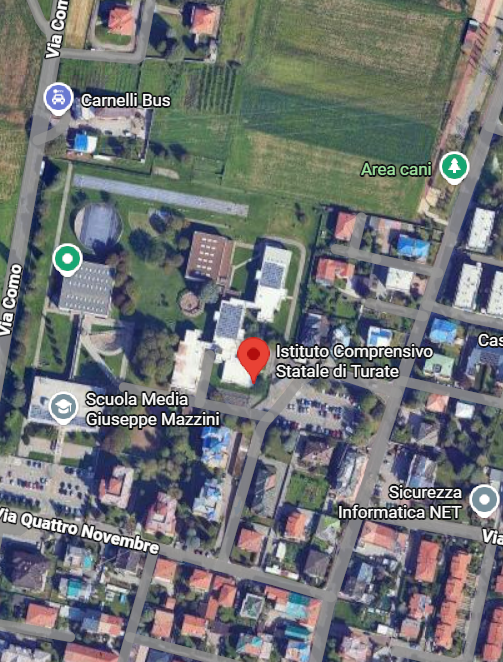 Via Como
Carnelli Bus
Area cani
Via Como
Istituto Comprensivo
Statale di Turate
Cas
Scuola Media
Giuseppe Mazzini
Sicurezza
Informatica NET
Via Quattro Novembre
Via